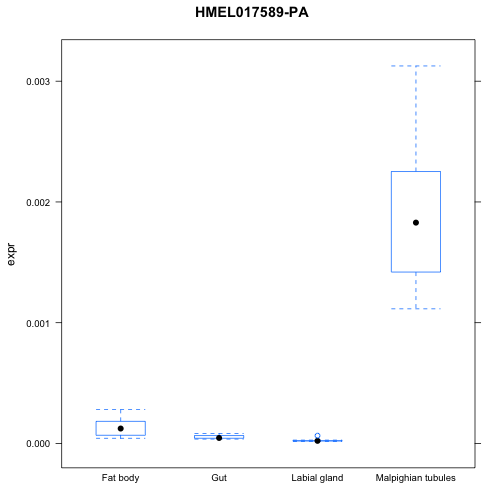 HMEL017589-PA
expr
0.003
0.002
0.001
0.000
Fat body
Gut
Labial gland
Malpighian tubules